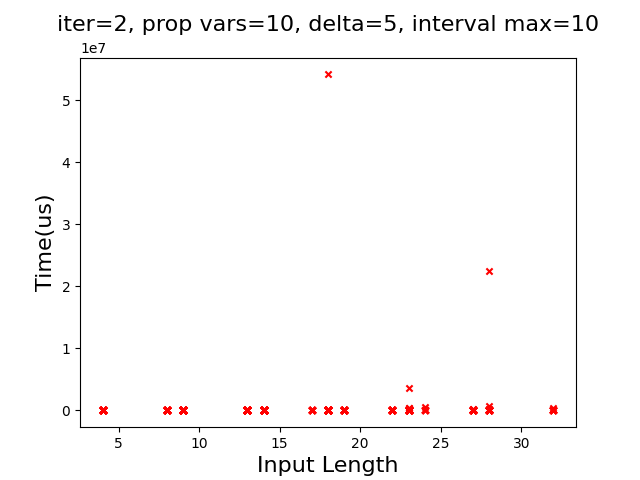 iter=2, prop vars=10, delta=5, interval max=10
1e7
5
4
3
2
1
0
Time(us)
5 10 15 20 25 30
Input Length